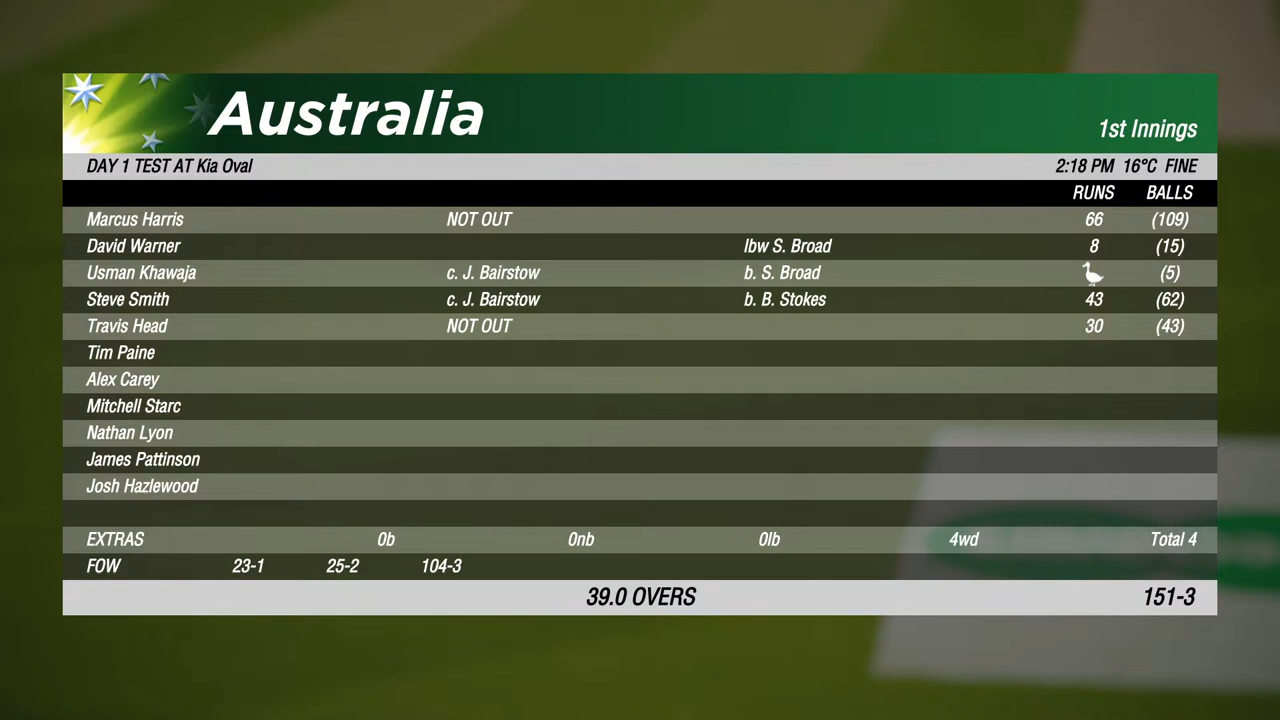 Australia
1st Innings
DAY 1 TEST AT Kia Oval 2:18 PM 16°C FINE
RUNS BALLS
Marcus Harris NOT OUT 66 (109)
David Warner lbw S. Broad 8 (15)
Usman Khawaja c. J. Bairstow b. S. Broad (5)
Steve Smith c. J. Bairstow b. B. Stokes 43 (62)
Travis Head NOT OUT 30 (43)
Tim Paine
Alex Carey
Mitchell Starc
Nathan Lyon
James Pattinson
Josh Hazlewood
EXTRAS 0b 0nb 0lb 4wd Total 4
FOW 23-1 25-2 104-3
39.0 OVERS 151-3